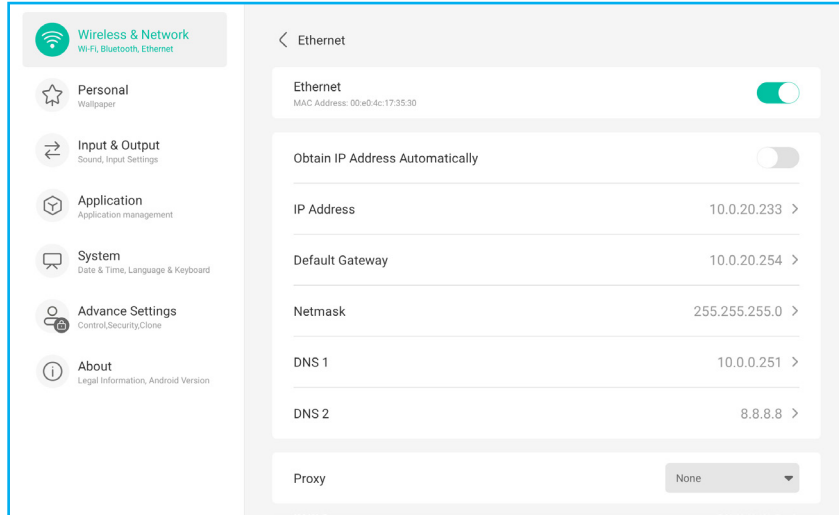 Wireless & Network
Wi-Fi, Bluetooth, Ethernet
Personal
Wallpaper
Input & Output
Sound, Input Settings
Application
Application management
System
Date & Time, Language & Keyboard
Advance Settings
Control,Security,Clone
About
Legal Information, Android Version
Ethernet
Ethernet
MAC Address: 00:e0:4c:17:35:30
Obtain IP Address Automatically
IP Address 10.0.20.233
Default Gateway 10.0.20.254
Netmask 255.255.255.0
DNS 1 10.0.0.251
DNS 2 8.8.8.8
Proxy None